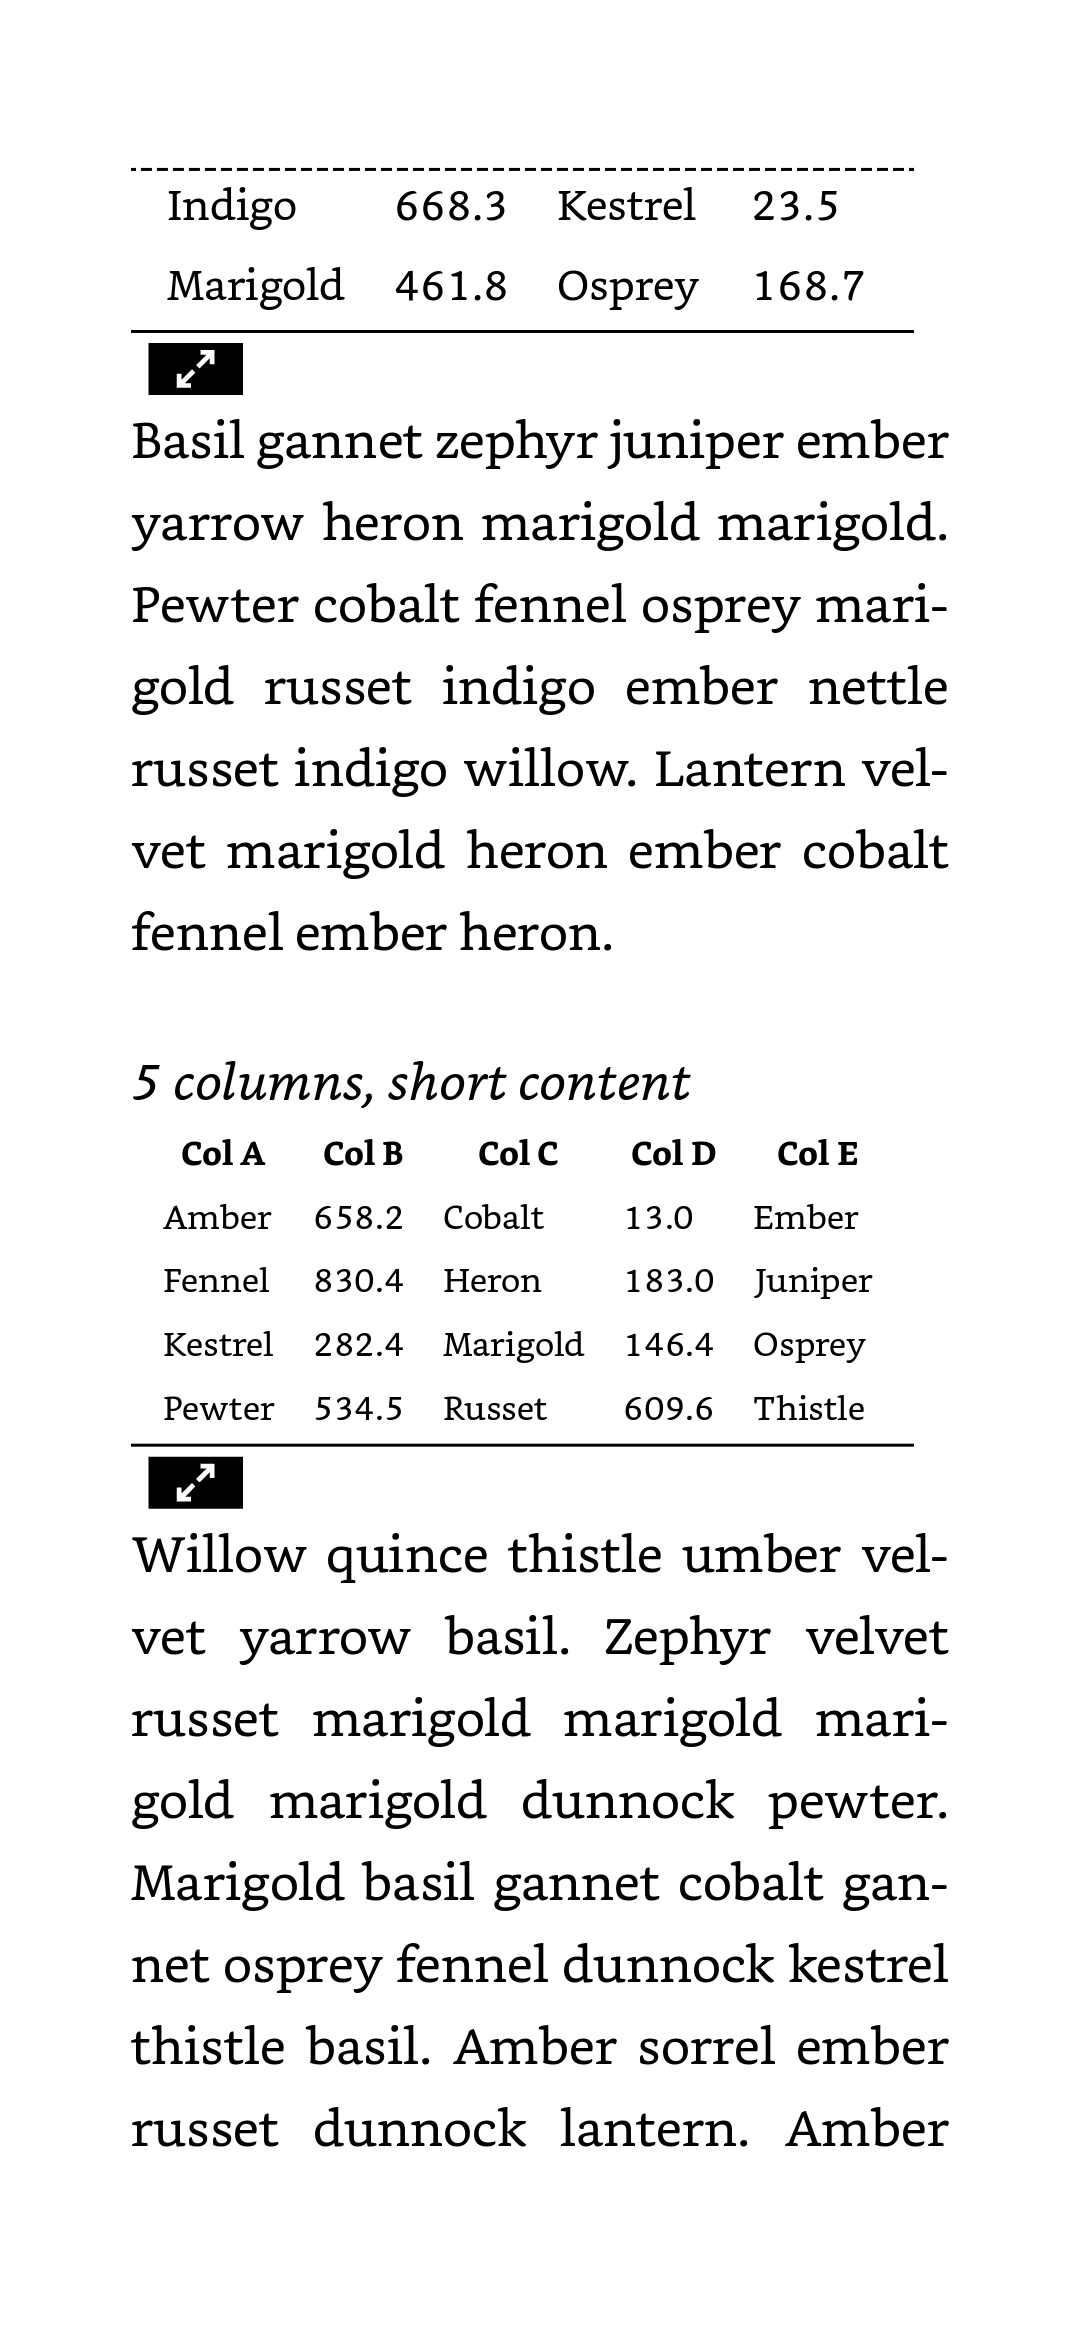 Indigo 668.3 Kestrel 23.5
Marigold 461.8 Osprey 168.7
Basil gannet zephyr juniper ember
yarrow heron marigold marigold.
Pewter cobalt fennel osprey mari-
gold russet indigo ember nettle
russet indigo willow. Lantern vel-
vet marigold heron ember cobalt
fennel ember heron.
5 columns, short content
Col A Col B Col C Col D Col E
Amber 658.2 Cobalt 13.0 Ember
Fennel 830.4 Heron 183.0 Juniper
Kestrel 282.4 Marigold 146.4 Osprey
Pewter 534.5 Russet 609.6 Thistle
Willow quince thistle umber vel-
vet yarrow basil. Zephyr velvet
russet marigold marigold mari-
gold marigold dunnock pewter.
Marigold basil gannet cobalt gan-
net osprey fennel dunnock kestrel
thistle basil. Amber sorrel ember
russet dunnock lantern. Amber